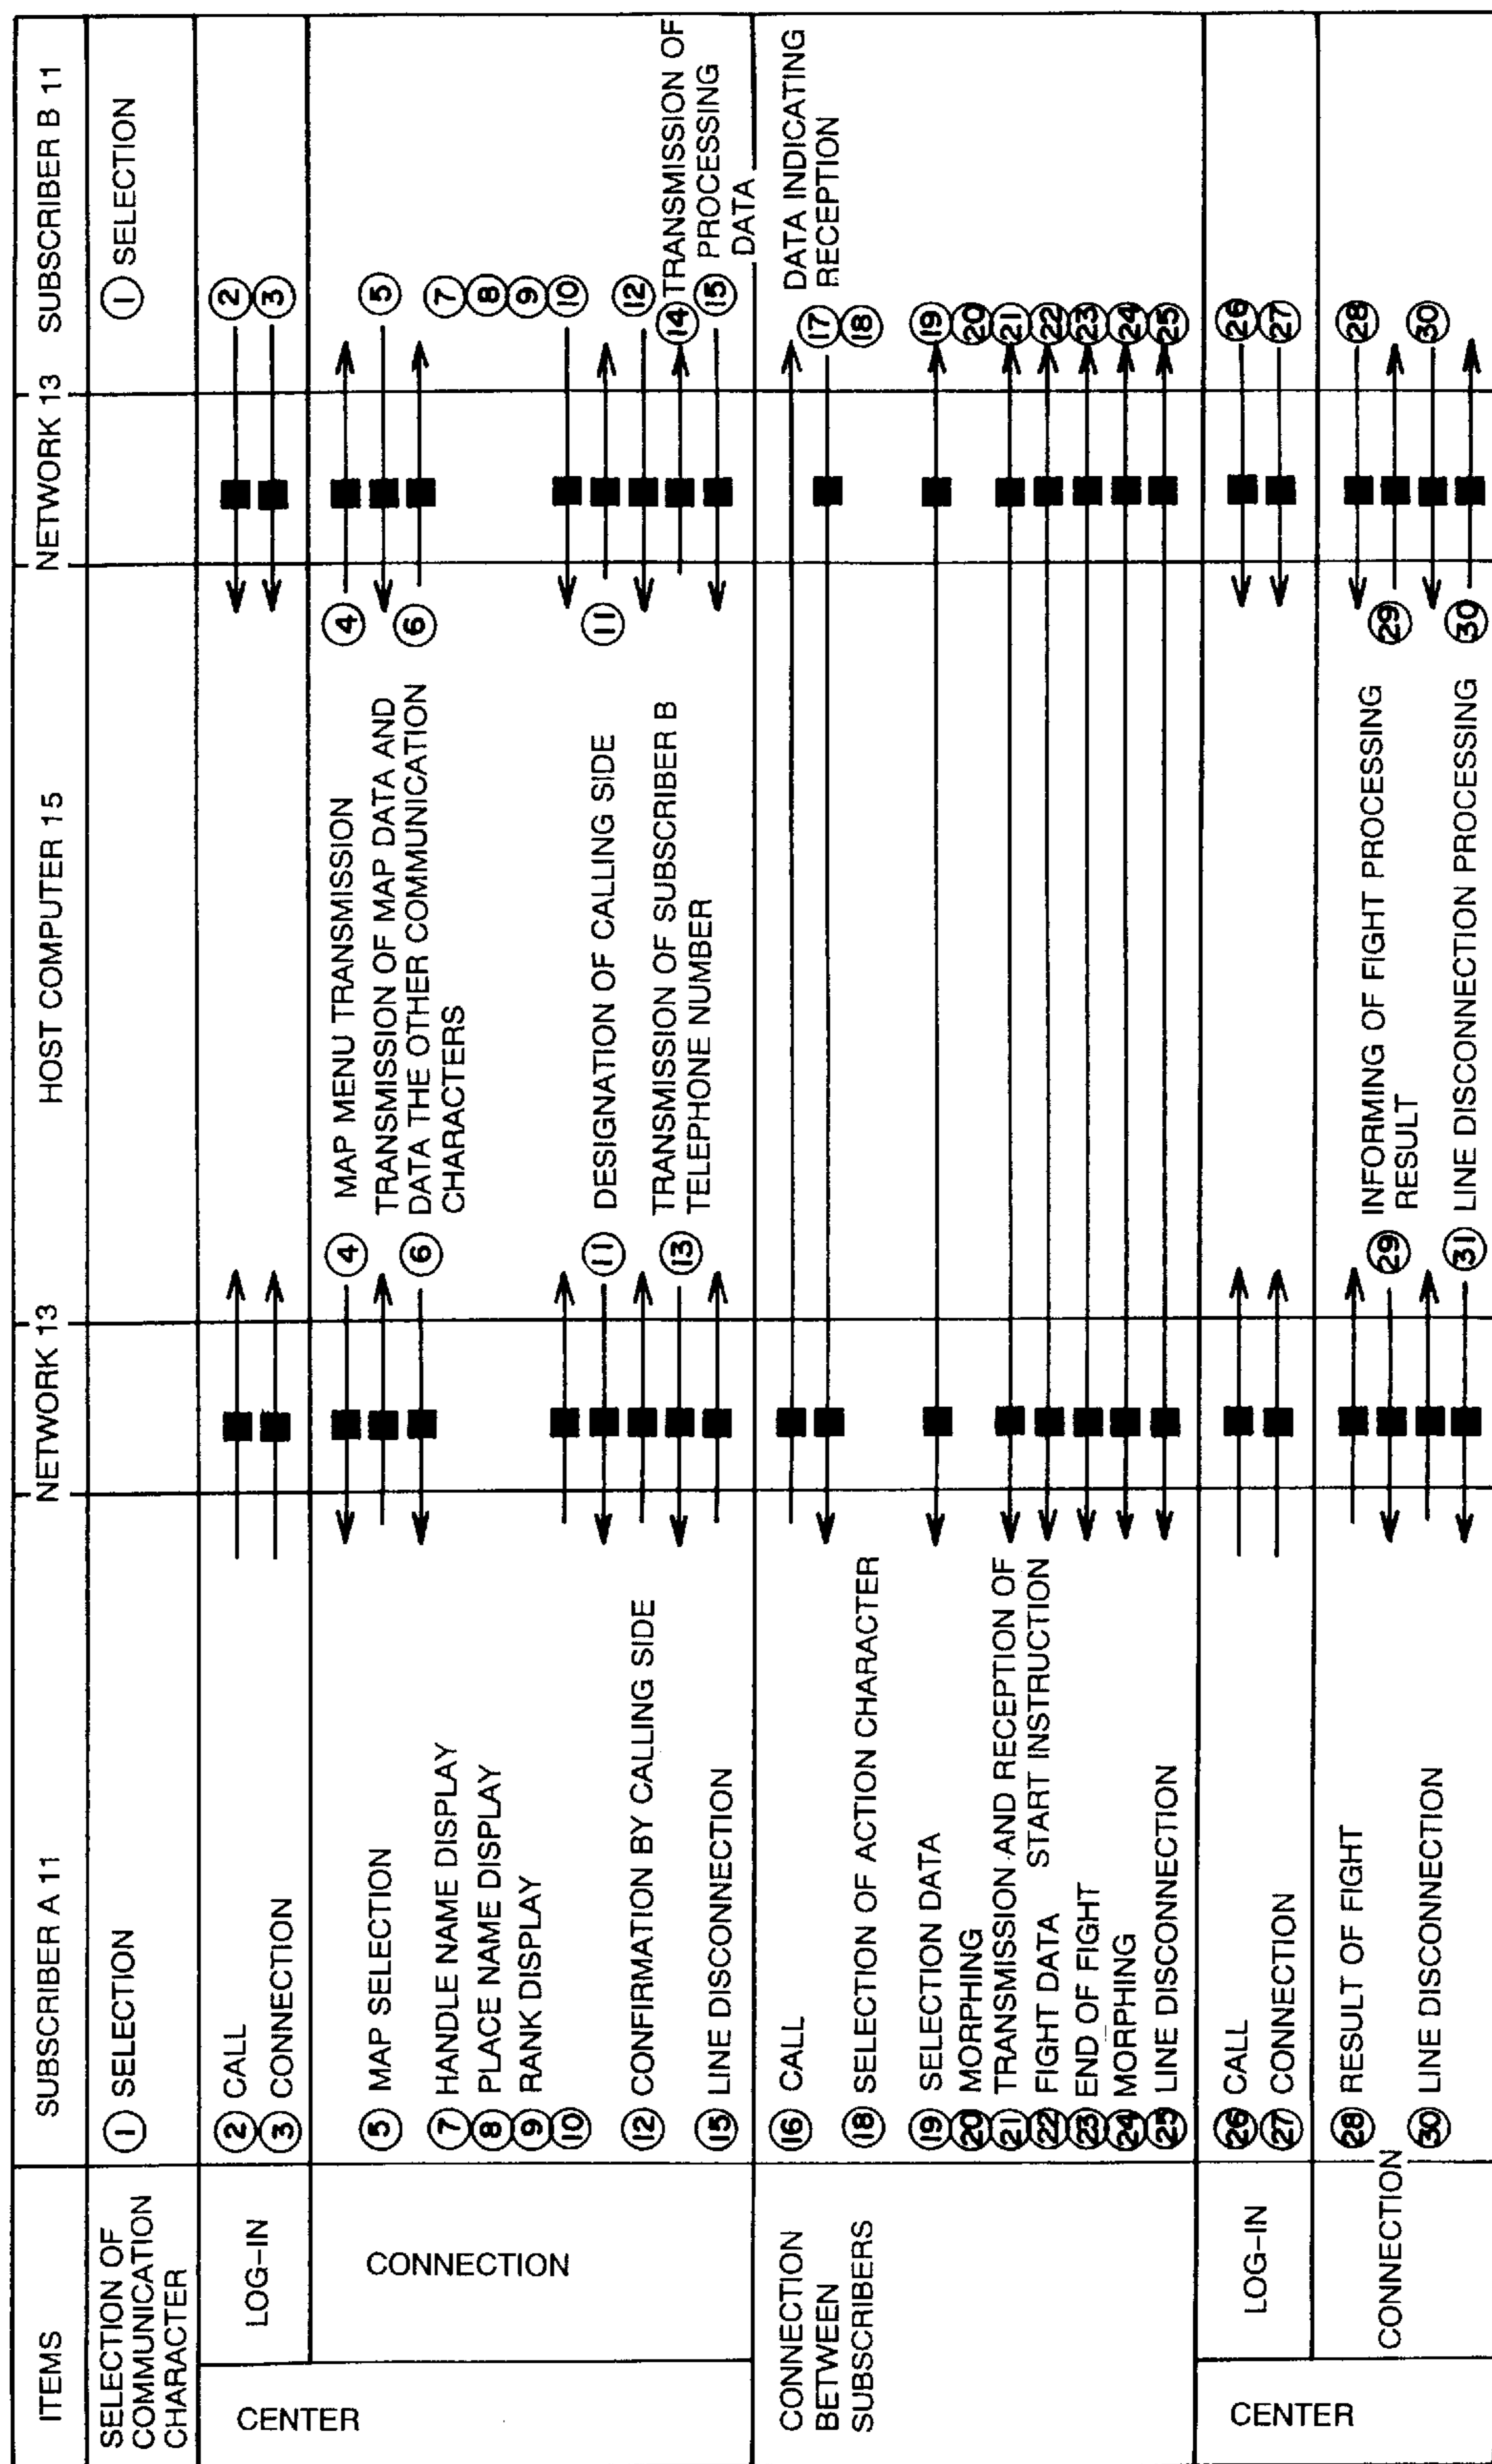 ITEMS
SUBSCRIBER A 11
NETWORK 13
HOST COMPUTER 15
NETWORK 13
SUBSCRIBER B 11
SELECTION OF
COMMUNICATION
CHARACTER
① SELECTION
① SELECTION
CENTER
LOG-IN
② CALL
②
③ CONNECTION
③
CONNECTION
④ MAP MENU TRANSMISSION ④
⑤ MAP SELECTION
⑤
⑥ TRANSMISSION OF MAP DATA AND
DATA THE OTHER COMMUNICATION
CHARACTERS
⑥
⑦ HANDLE NAME DISPLAY
⑦
⑧ PLACE NAME DISPLAY
⑧
⑨ RANK DISPLAY
⑨
⑩
⑩
⑪ DESIGNATION OF CALLING SIDE ⑪
⑫ CONFIRMATION BY CALLING SIDE
⑫
⑬ TRANSMISSION OF SUBSCRIBER B
TELEPHONE NUMBER
⑭ TRANSMISSION OF
PROCESSING
DATA
⑮ LINE DISCONNECTION
⑮
CONNECTION
BETWEEN
SUBSCRIBERS
⑯ CALL
DATA INDICATING
RECEPTION
⑰
⑱ SELECTION OF ACTION CHARACTER
⑱
⑲ SELECTION DATA
⑲
⑳ MORPHING
⑳
㉑ TRANSMISSION AND RECEPTION OF
START INSTRUCTION
㉑
㉒ FIGHT DATA
㉒
㉓ END OF FIGHT
㉓
㉔ MORPHING
㉔
㉕ LINE DISCONNECTION
㉕
CENTER
LOG-IN
㉖ CALL
㉖
㉗ CONNECTION
㉗
CONNECTION
㉘ RESULT OF FIGHT
㉘
㉙ INFORMING OF FIGHT PROCESSING
RESULT
㉙
㉚ LINE DISCONNECTION
㉚
㉛ LINE DISCONNECTION PROCESSING ㉚